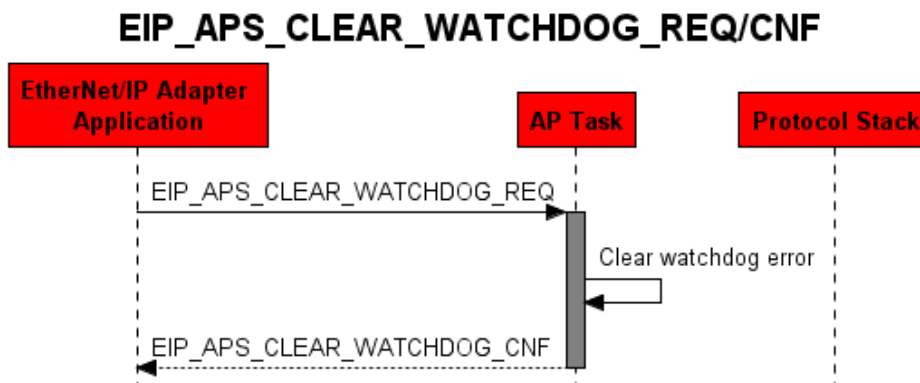 EIP_APS_CLEAR_WATCHDOG_REQ/CNF
EtherNet/IP Adapter
Application
AP Task
Protocol Stack
EIP_APS_CLEAR_WATCHDOG_REQ
Clear watchdog error
EIP_APS_CLEAR_WATCHDOG_CNF